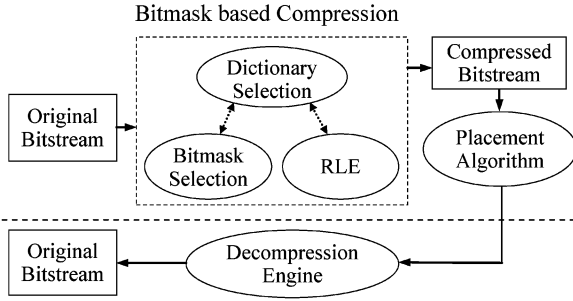 Bitmask based Compression
Original
Bitstream
Dictionary
Selection
Bitmask
Selection
RLE
Compressed
Bitstream
Placement
Algorithm
Original
Bitstream
Decompression
Engine